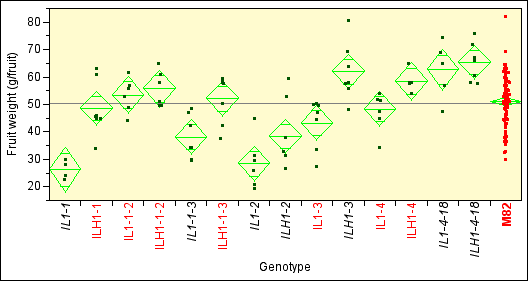 Fruit weight (g/fruit)
80
70
60
50
40
30
20
IL1-1
ILH1-1
IL1-1-2
ILH1-1-2
IL1-1-3
ILH1-1-3
IL1-2
ILH1-2
IL1-3
ILH1-3
IL1-4
ILH1-4
IL1-4-18
ILH1-4-18
M82
Genotype